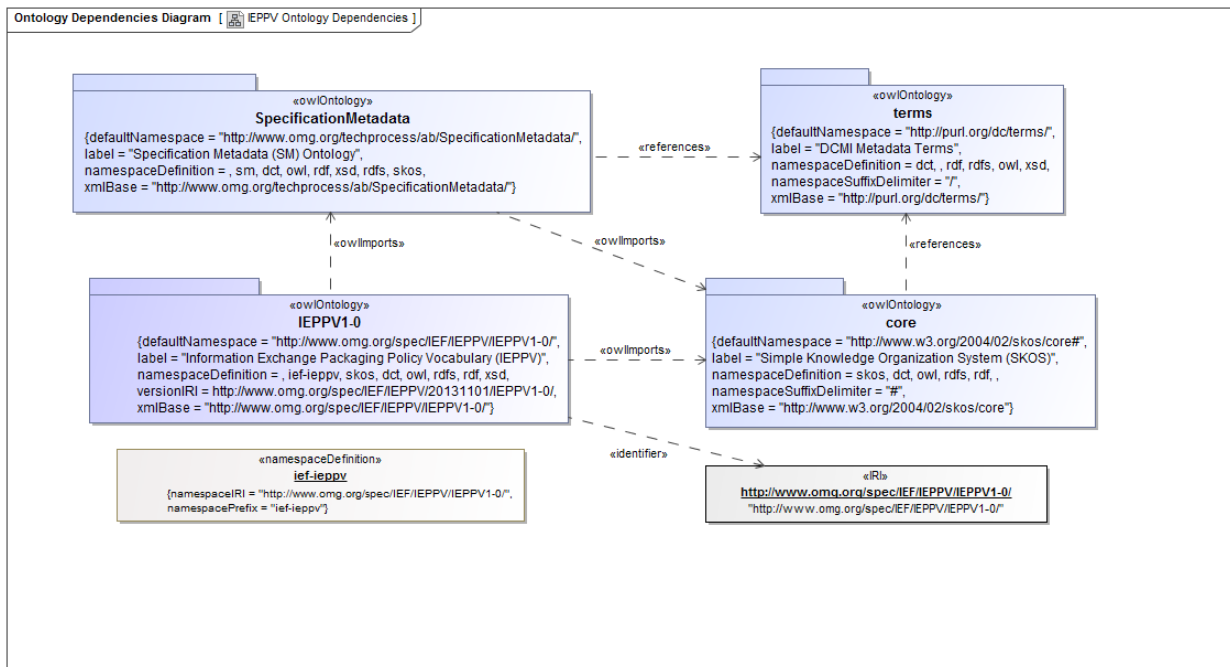 Ontology Dependencies Diagram [ IEPPV Ontology Dependencies ]
«owlOntology»
SpecificationMetadata
{defaultNamespace = "http://www.omg.org/techprocess/ab/SpecificationMetadata/",
label = "Specification Metadata (SM) Ontology",
namespaceDefinition = , sm, dct, owl, rdf, xsd, rdfs, skos,
xmlBase = "http://www.omg.org/techprocess/ab/SpecificationMetadata/"}
«references»
«owlOntology»
terms
{defaultNamespace = "http://purl.org/dc/terms/",
label = "DCMI Metadata Terms",
namespaceDefinition = dct, , rdf, rdfs, owl, xsd,
namespaceSuffixDelimiter = "/",
xmlBase = "http://purl.org/dc/terms/"}
«owlImports»
«owlImports»
«references»
«owlOntology»
IEPPV1-0
{defaultNamespace = "http://www.omg.org/spec/IEF/IEPPV/IEPPV1-0/",
label = "Information Exchange Packaging Policy Vocabulary (IEPPV)",
namespaceDefinition = , ief-ieppv, skos, dct, owl, rdfs, rdf, xsd,
versionIRI = http://www.omg.org/spec/IEF/IEPPV/20131101/IEPPV1-0/,
xmlBase = "http://www.omg.org/spec/IEF/IEPPV/IEPPV1-0/"}
«owlImports»
«owlOntology»
core
{defaultNamespace = "http://www.w3.org/2004/02/skos/core#",
label = "Simple Knowledge Organization System (SKOS)",
namespaceDefinition = skos, dct, owl, rdfs, rdf, ,
namespaceSuffixDelimiter = "#",
xmlBase = "http://www.w3.org/2004/02/skos/core"}
«identifier»
«namespaceDefinition»
ief-ieppv
{namespaceIRI = "http://www.omg.org/spec/IEF/IEPPV/IEPPV1-0/",
namespacePrefix = "ief-ieppv"}
«IRI»
http://www.omg.org/spec/IEF/IEPPV/IEPPV1-0/
"http://www.omg.org/spec/IEF/IEPPV/IEPPV1-0/"